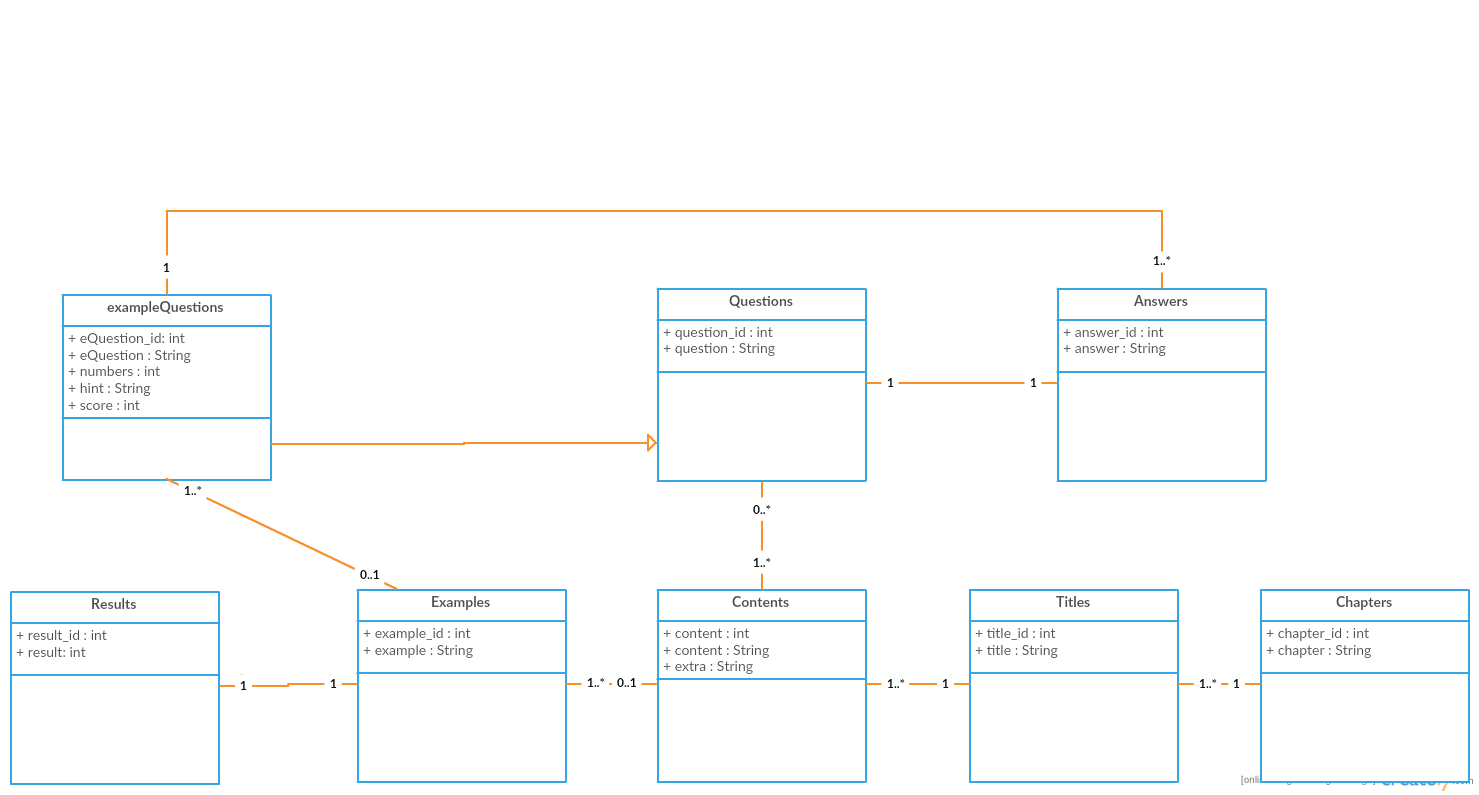 1
1..*
exampleQuestions
+ eQuestion_id: int
+ eQuestion : String
+ numbers : int
+ hint : String
+ score : int
Questions
+ question_id : int
+ question : String
Answers
+ answer_id : int
+ answer : String
1
1
1..*
0..1
0..*
1..*
Results
+ result_id : int
+ result: int
Examples
+ example_id : int
+ example : String
Contents
+ content : int
+ content : String
+ extra : String
Titles
+ title_id : int
+ title : String
Chapters
+ chapter_id : int
+ chapter : String
1
1
1..*
0..1
1..*
1
1..*
1